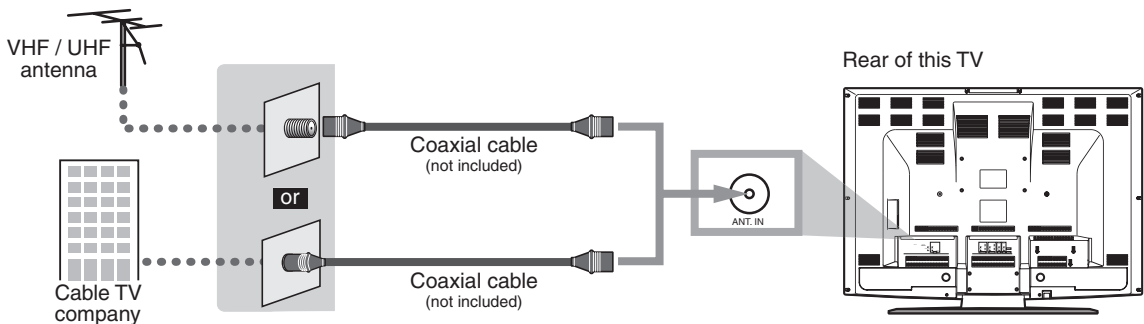 VHF / UHF
antenna
Rear of this TV
Coaxial cable
(not included)
or
ANT. IN
Cable TV
company
Coaxial cable
(not included)